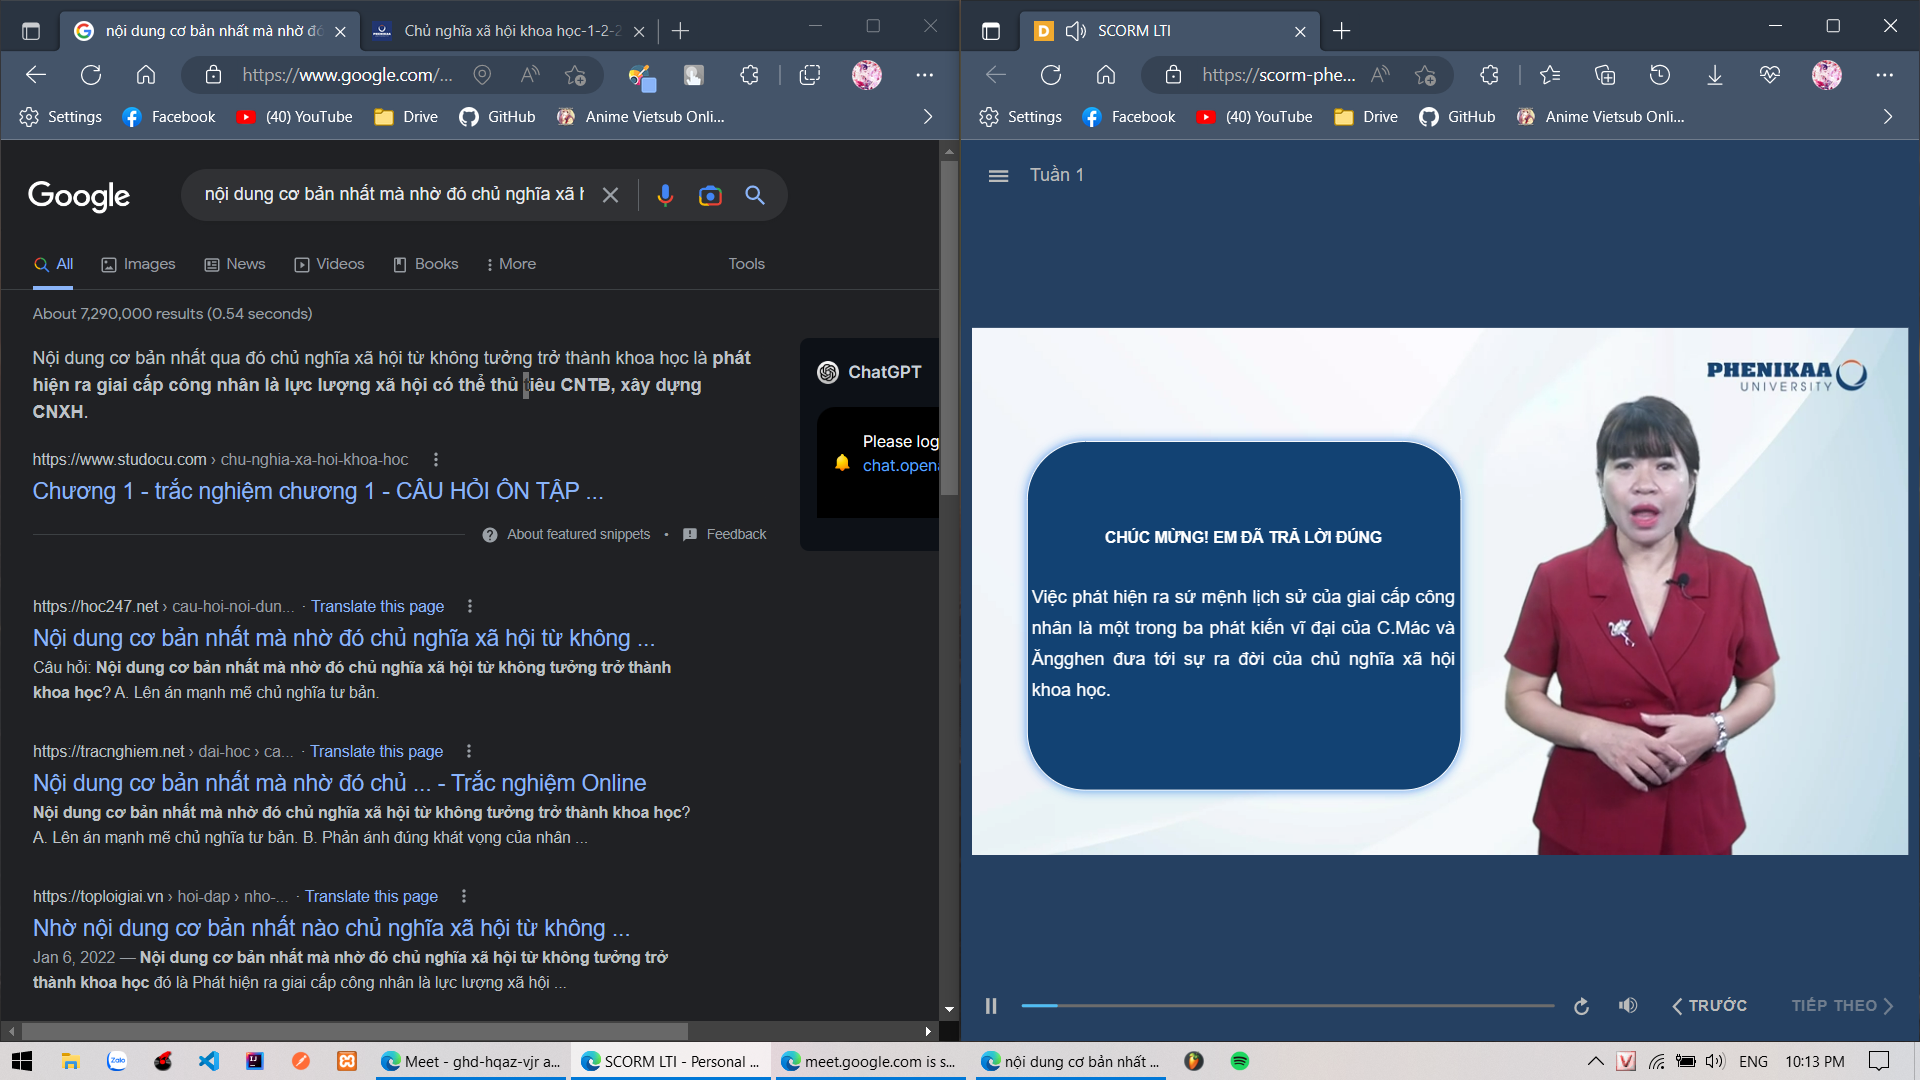 nội dung cơ bản nhất mà nhờ đó
Chủ nghĩa xã hội khoa học-1-2-2
https://www.google.com/...
Settings
Facebook
(40) YouTube
Drive
GitHub
Anime Vietsub Onli...
Google
nội dung cơ bản nhất mà nhờ đó chủ nghĩa xã h
All
Images
News
Videos
Books
More
Tools
About 7,290,000 results (0.54 seconds)
Nội dung cơ bản nhất qua đó chủ nghĩa xã hội từ không tưởng trở thành khoa học là phát
hiện ra giai cấp công nhân là lực lượng xã hội có thể thủ tiêu CNTB, xây dựng
CNXH.
https://www.studocu.com › chu-nghia-xa-hoi-khoa-hoc
Chương 1 - trắc nghiệm chương 1 - CÂU HỎI ÔN TẬP ...
About featured snippets • Feedback
ChatGPT
Please log
chat.opena
https://hoc247.net › cau-hoi-noi-dun... · Translate this page
Nội dung cơ bản nhất mà nhờ đó chủ nghĩa xã hội từ không ...
Câu hỏi: Nội dung cơ bản nhất mà nhờ đó chủ nghĩa xã hội từ không tưởng trở thành
khoa học? A. Lên án mạnh mẽ chủ nghĩa tư bản.
https://tracnghiem.net › dai-hoc › ca... · Translate this page
Nội dung cơ bản nhất mà nhờ đó chủ ... - Trắc nghiệm Online
Nội dung cơ bản nhất mà nhờ đó chủ nghĩa xã hội từ không tưởng trở thành khoa học?
A. Lên án mạnh mẽ chủ nghĩa tư bản. B. Phản ánh đúng khát vọng của nhân ...
https://toploigiai.vn › hoi-dap › nho-... · Translate this page
Nhờ nội dung cơ bản nhất nào chủ nghĩa xã hội từ không ...
Jan 6, 2022 — Nội dung cơ bản nhất mà nhờ đó chủ nghĩa xã hội từ không tưởng trở
thành khoa học đó là Phát hiện ra giai cấp công nhân là lực lượng xã hội ...
SCORM LTI
https://scorm-phe...
Settings
Facebook
(40) YouTube
Drive
GitHub
Anime Vietsub Onli...
Tuần 1
PHENIKAA
UNIVERSITY
CHÚC MỪNG! EM ĐÃ TRẢ LỜI ĐÚNG
Việc phát hiện ra sứ mệnh lịch sử của giai cấp công
nhân là một trong ba phát kiến vĩ đại của C.Mác và
Ăngghen đưa tới sự ra đời của chủ nghĩa xã hội
khoa học.
TRƯỚC
TIẾP THEO
Zalo
Meet - ghd-hqaz-vjr a...
SCORM LTI - Personal ...
meet.google.com is s...
nội dung cơ bản nhất ...
ENG
10:13 PM